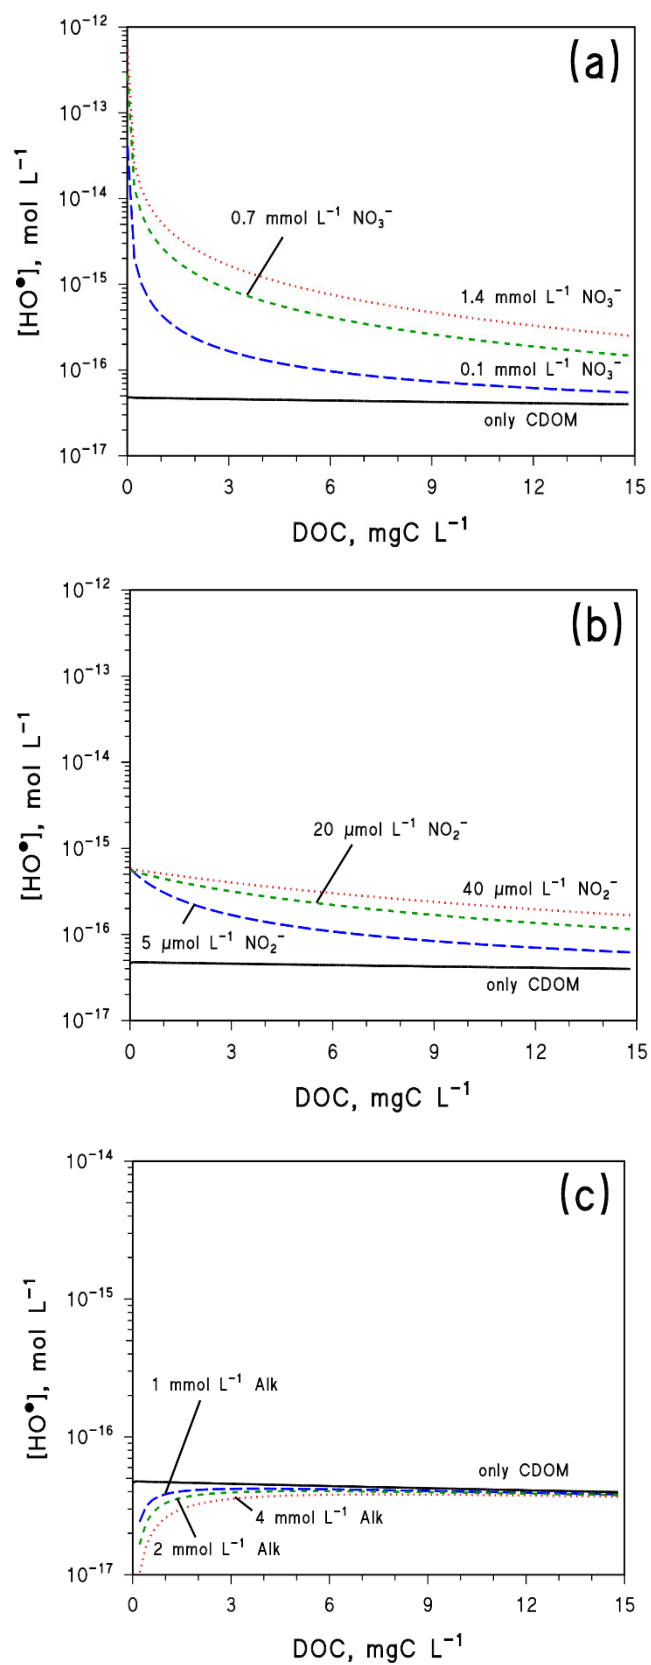 (a)
[HO•], mol L⁻¹
10⁻¹²
10⁻¹³
10⁻¹⁴
10⁻¹⁵
10⁻¹⁶
10⁻¹⁷
0.7 mmol L⁻¹ NO₃⁻
1.4 mmol L⁻¹ NO₃⁻
0.1 mmol L⁻¹ NO₃⁻
only CDOM
0 3 6 9 12 15
DOC, mgC L⁻¹
(b)
[HO•], mol L⁻¹
10⁻¹²
10⁻¹³
10⁻¹⁴
10⁻¹⁵
10⁻¹⁶
10⁻¹⁷
20 μmol L⁻¹ NO₂⁻
40 μmol L⁻¹ NO₂⁻
5 μmol L⁻¹ NO₂⁻
only CDOM
0 3 6 9 12 15
DOC, mgC L⁻¹
(c)
[HO•], mol L⁻¹
10⁻¹⁴
10⁻¹⁵
10⁻¹⁶
10⁻¹⁷
1 mmol L⁻¹ Alk
only CDOM
4 mmol L⁻¹ Alk
2 mmol L⁻¹ Alk
0 3 6 9 12 15
DOC, mgC L⁻¹